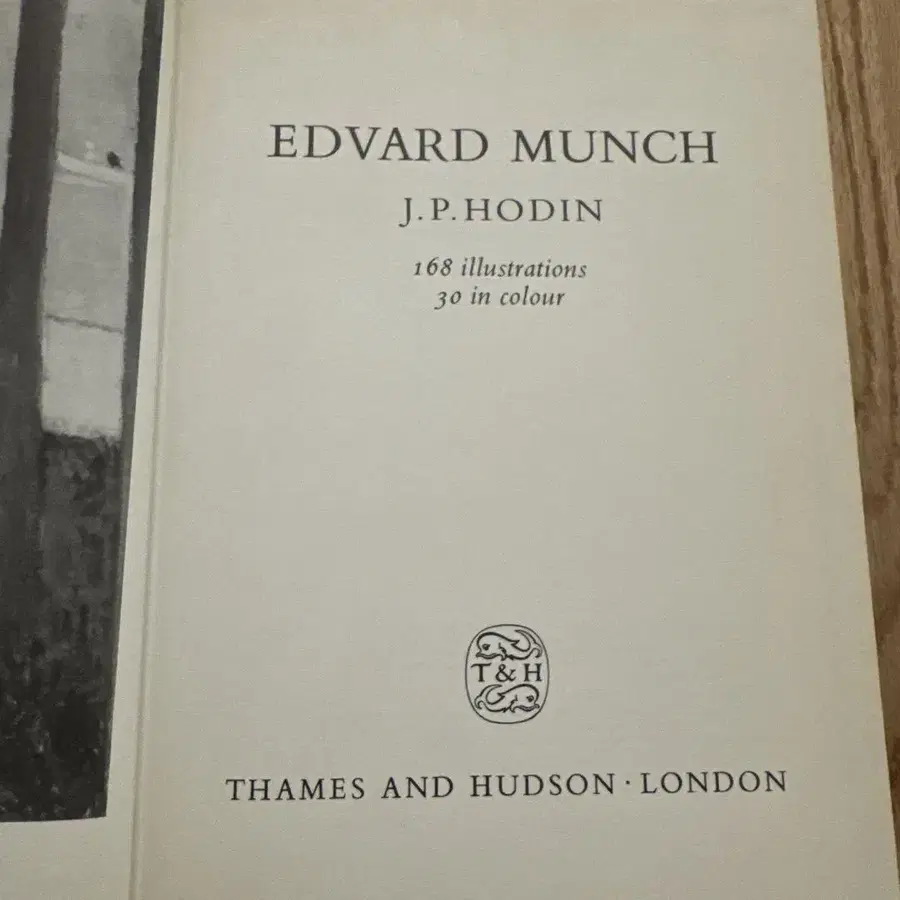 EDVARD MUNCH
J.P.HODIN
168 illustrations
30 in colour
T & H
THAMES AND HUDSON · LONDON